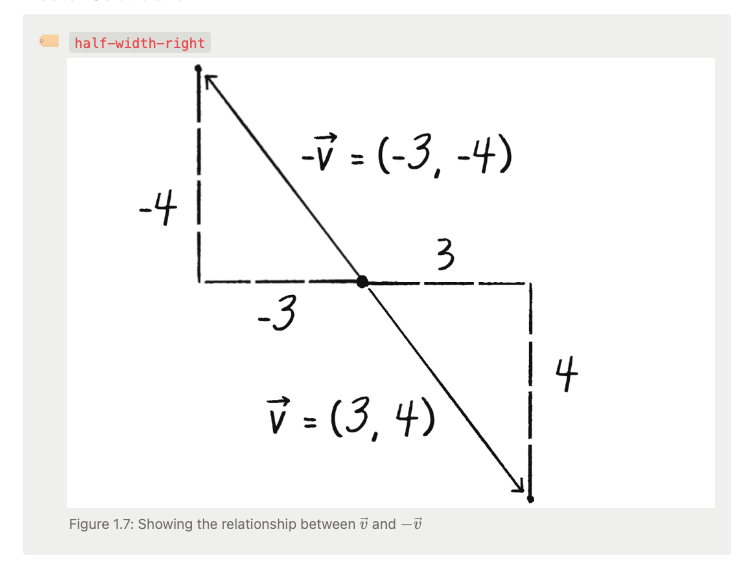 half-width-right
-v⃗ = (-3, -4)
-4
3
-3
4
v⃗ = (3, 4)
Figure 1.7: Showing the relationship between v⃗ and −v⃗